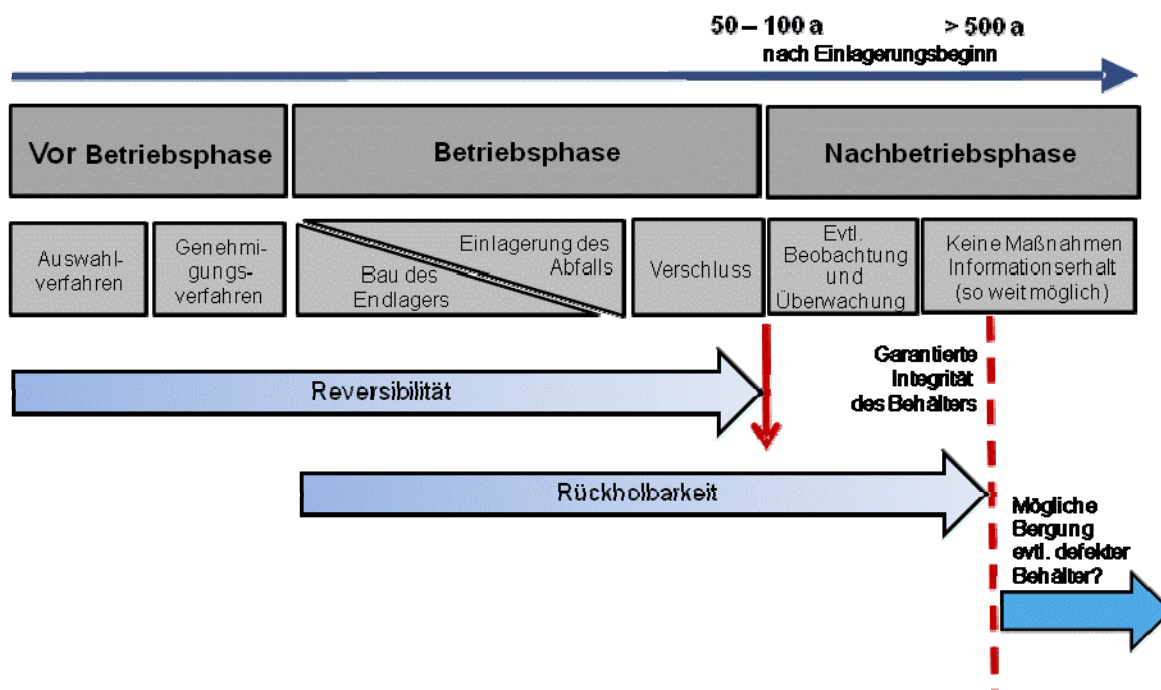 50 – 100 a
> 500 a
nach Einlagerungsbeginn
Vor Betriebsphase
Betriebsphase
Nachbetriebsphase
Auswahl-
verfahren
Genehmi-
gungs-
verfahren
Bau des
Endlagers
Einlagerung des
Abfalls
Verschluss
Evtl.
Beobachtung
und
Überwachung
Keine Maßnahmen
Informationserhalt
(so weit möglich)
Reversibilität
Garantierte
Integrität
des Behälters
Rückholbarkeit
Mögliche
Bergung
evtl. defekter
Behälter?